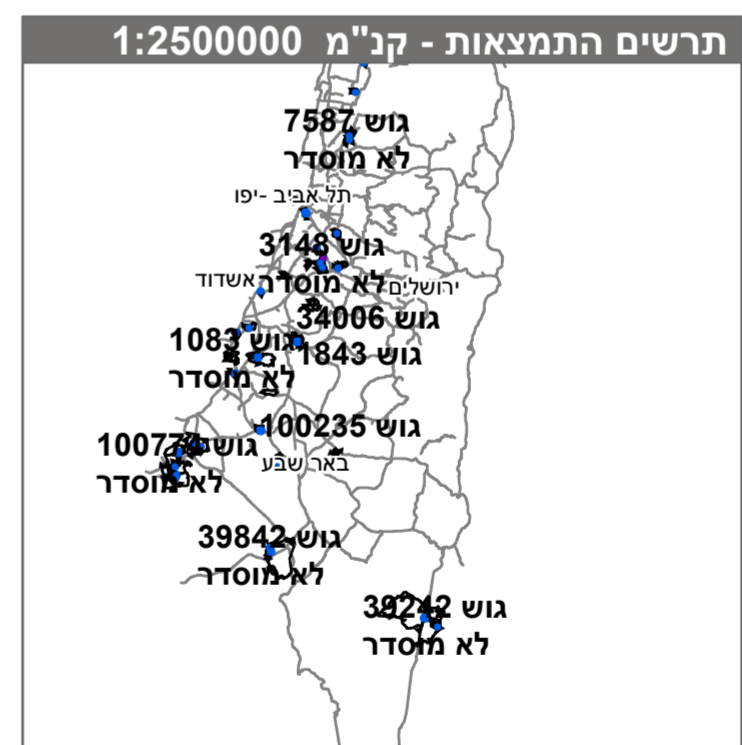 תרשים התמצאות - קנ"מ 1:2500000
גוש 7587
לא מוסדר
תל אביב -יפו
גוש 3148
לא מוסדר
אשדוד
ירושלים
גוש 34006
גוש 1083
גוש 1843
לא מוסדר
גוש 100235
גוש
באר שבע
לא מוסדר
גוש 39842
לא מוסדר
גוש 39242
לא מוסדר